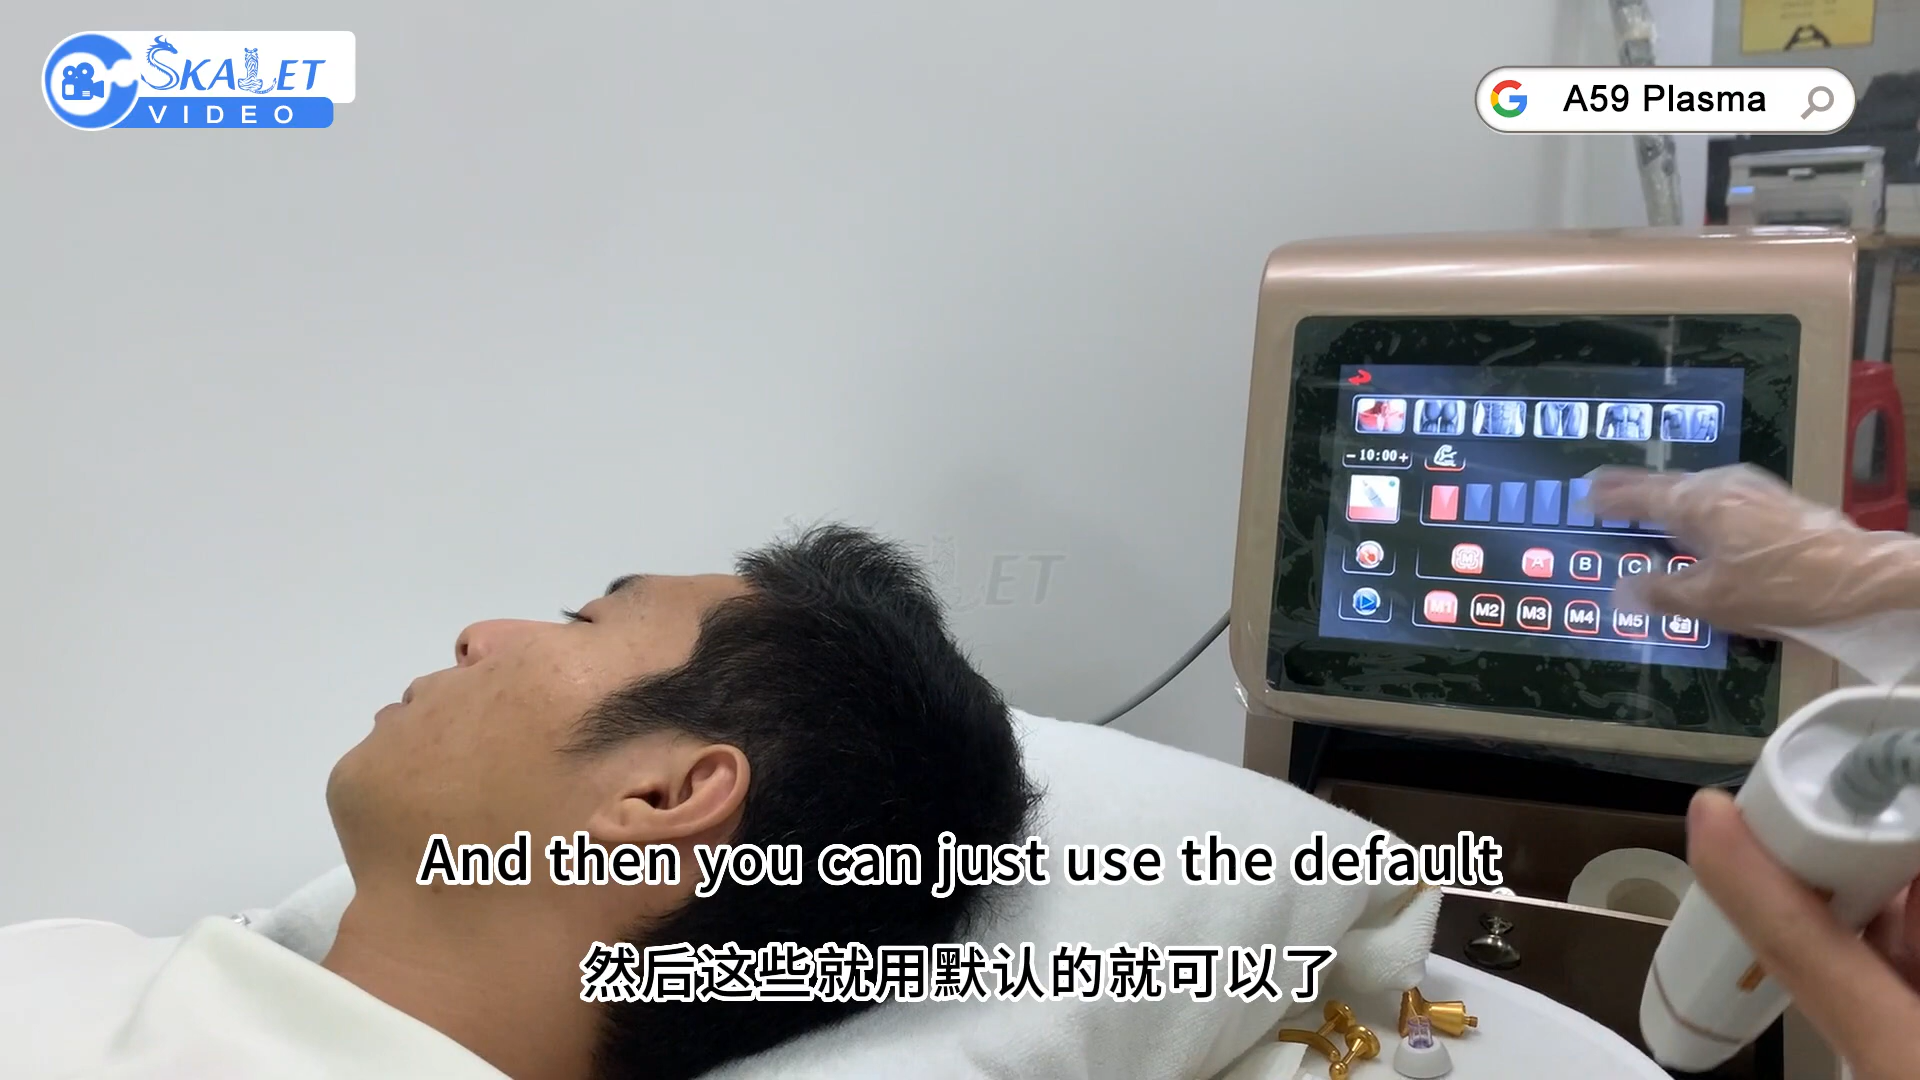 SKALET
VIDEO
A59 Plasma
- 10:00 +
A B C
M1 M2 M3 M4 M5
And then you can just use the default
然后这些就用默认的就可以了